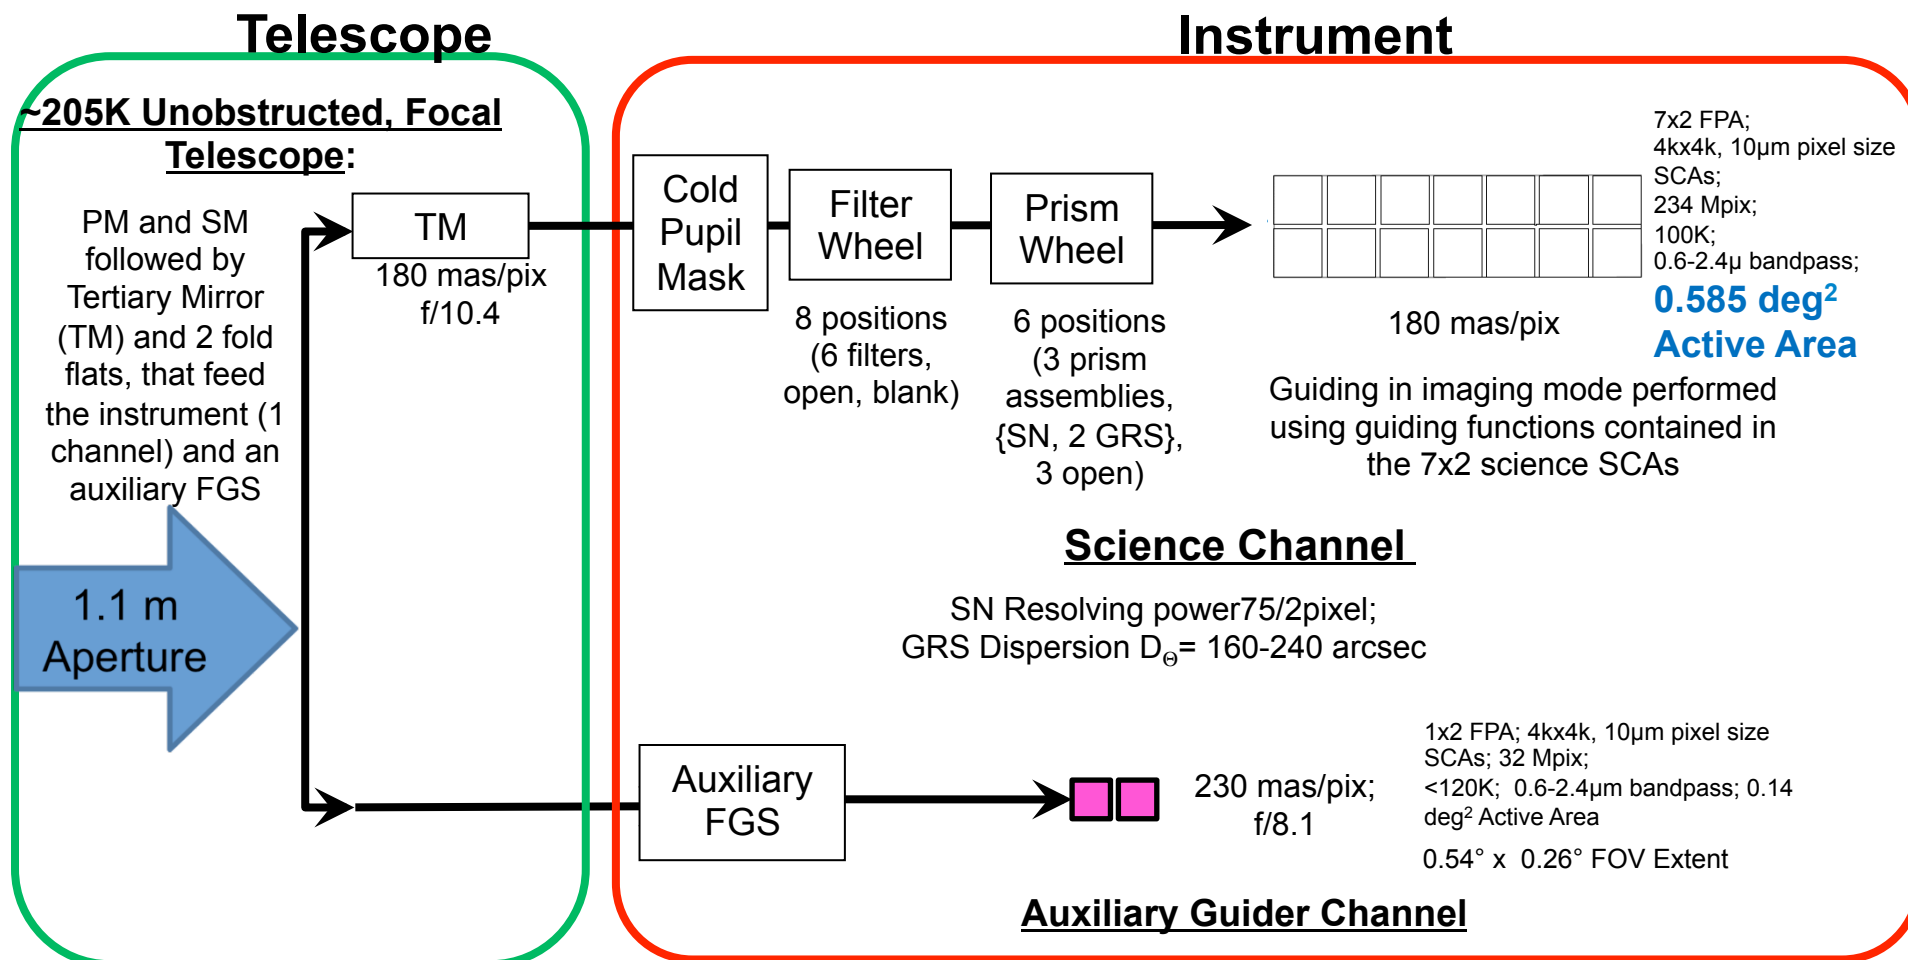 Telescope
Instrument
~205K Unobstructed, Focal
Telescope:
PM and SM
followed by
Tertiary Mirror
(TM) and 2 fold
flats, that feed
the instrument (1
channel) and an
auxiliary FGS
1.1 m
Aperture
TM
180 mas/pix
f/10.4
Cold
Pupil
Mask
Filter
Wheel
8 positions
(6 filters,
open, blank)
Prism
Wheel
6 positions
(3 prism
assemblies,
{SN, 2 GRS},
3 open)
7x2 FPA;
4kx4k, 10µm pixel size
SCAs;
234 Mpix;
100K;
0.6-2.4µ bandpass;
0.585 deg²
Active Area
180 mas/pix
Guiding in imaging mode performed
using guiding functions contained in
the 7x2 science SCAs
Science Channel
SN Resolving power75/2pixel;
GRS Dispersion DΘ= 160-240 arcsec
Auxiliary
FGS
230 mas/pix;
f/8.1
1x2 FPA; 4kx4k, 10µm pixel size
SCAs; 32 Mpix;
<120K; 0.6-2.4µm bandpass; 0.14
deg² Active Area
0.54° x 0.26° FOV Extent
Auxiliary Guider Channel